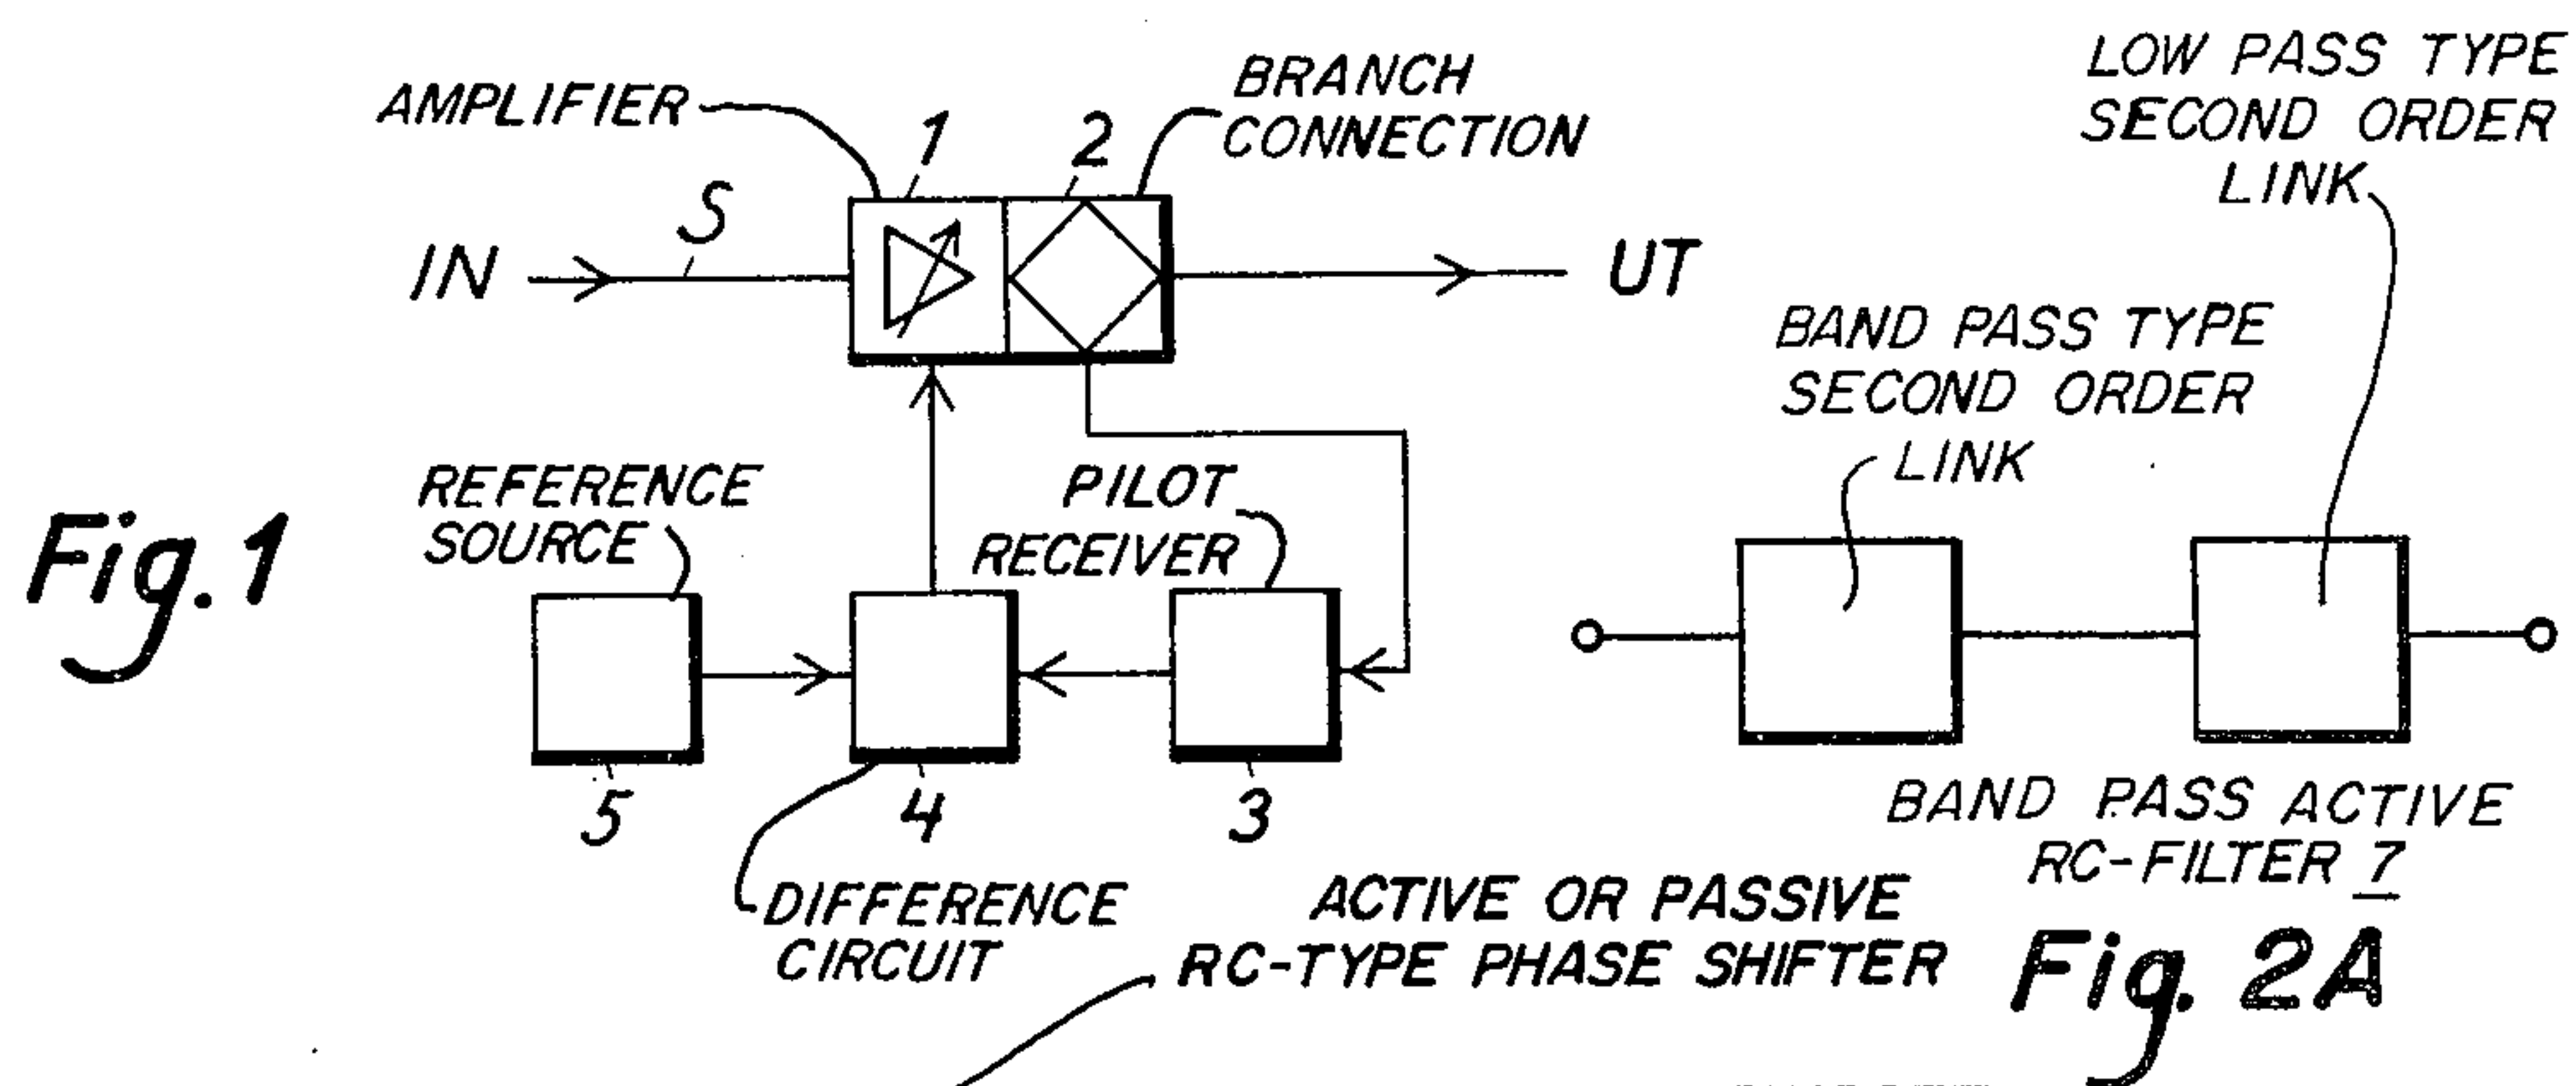 AMPLIFIER
1
2
BRANCH
CONNECTION
IN
S
UT
REFERENCE
SOURCE
PILOT
RECEIVER
5
4
3
DIFFERENCE
CIRCUIT
Fig.1
LOW PASS TYPE
SECOND ORDER
LINK
BAND PASS TYPE
SECOND ORDER
LINK
BAND PASS ACTIVE
RC-FILTER 7
Fig. 2A
ACTIVE OR PASSIVE
RC-TYPE PHASE SHIFTER